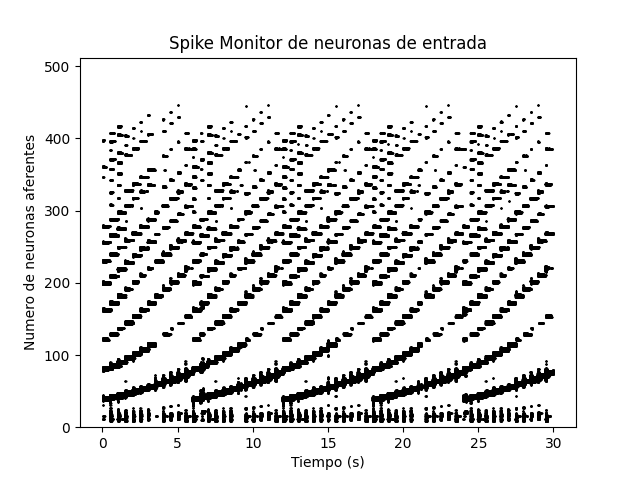 Spike Monitor de neuronas de entrada
500
400
300
200
100
0
Numero de neuronas aferentes
0 5 10 15 20 25 30
Tiempo (s)